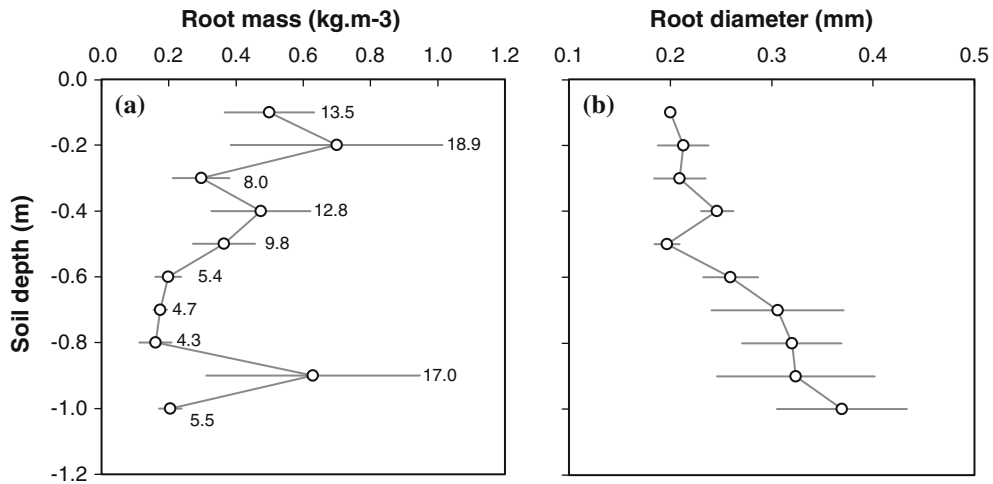 Root mass (kg.m-3)
Root diameter (mm)
0.0 0.2 0.4 0.6 0.8 1.0 1.2
0.1 0.2 0.3 0.4 0.5
0.0
(a)
(b)
13.5
-0.2
18.9
8.0
-0.4
12.8
9.8
-0.6
5.4
4.7
-0.8
4.3
17.0
-1.0
5.5
-1.2
Soil depth (m)